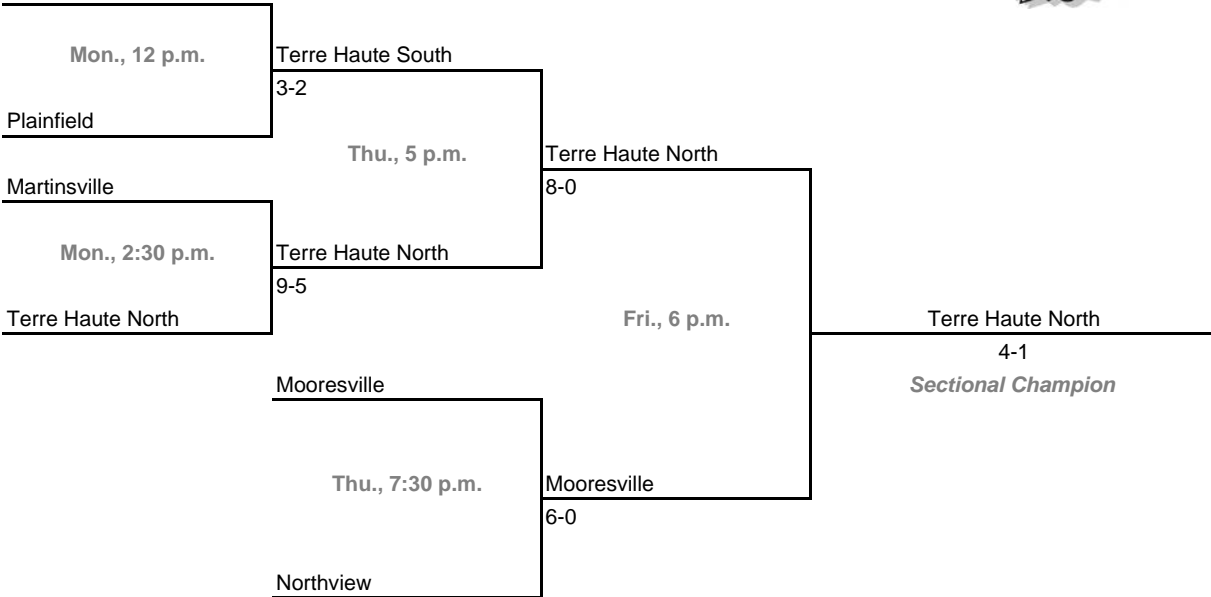 Mon., 12 p.m.
Terre Haute South
3-2
Plainfield
Thu., 5 p.m.
Terre Haute North
8-0
Martinsville
Mon., 2:30 p.m.
Terre Haute North
9-5
Terre Haute North
Fri., 6 p.m.
Terre Haute North
4-1
Sectional Champion
Mooresville
Thu., 7:30 p.m.
Mooresville
6-0
Northview